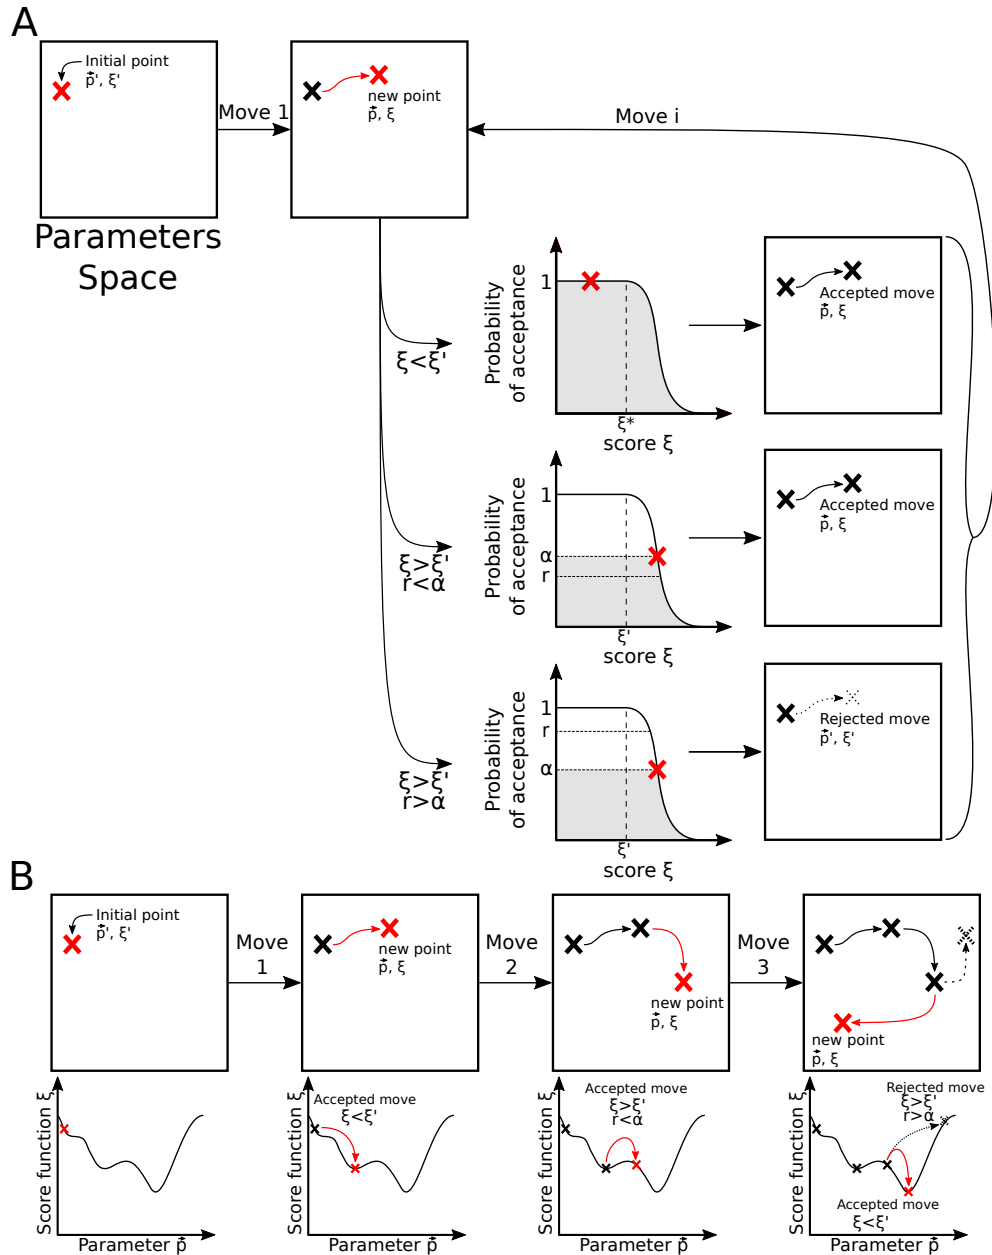 A
Initial point
p⃗', ξ'
Move 1
new point
p⃗, ξ
Move i
Parameters
Space
ξ<ξ'
Probability
of acceptance
1
ξ*
score ξ
Accepted move
p⃗, ξ
ξ>ξ'
r<α
Probability
of acceptance
1
α
r
ξ'
score ξ
Accepted move
p⃗, ξ
ξ>ξ'
r>α
Probability
of acceptance
1
r
α
ξ'
score ξ
Rejected move
p⃗', ξ'
B
Initial point
p⃗', ξ'
Move
1
new point
p⃗, ξ
Move
2
new point
p⃗, ξ
Move
3
new point
p⃗, ξ
Score function ξ
Parameter p⃗
Score function ξ
Accepted move
ξ<ξ'
Parameter p⃗
Score function ξ
Accepted move
ξ>ξ'
r<α
Parameter p⃗
Score function ξ
Rejected move
ξ>ξ'
r>α
Accepted move
ξ<ξ'
Parameter p⃗